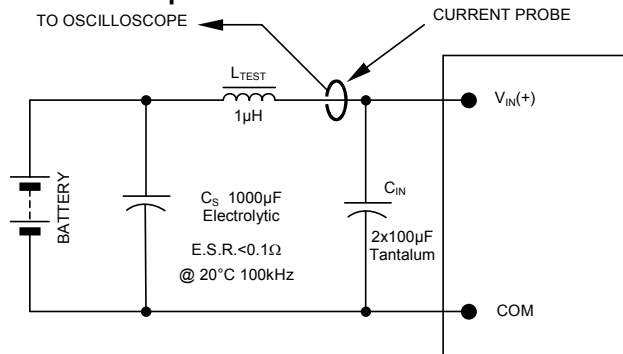 TO OSCILLOSCOPE
CURRENT PROBE
LTEST
1µH
VIN(+)
BATTERY
CS 1000µF
Electrolytic
E.S.R.<0.1Ω
@ 20°C 100kHz
CIN
2x100µF
Tantalum
COM